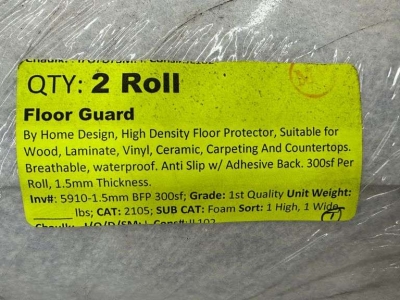 QTY: 2 Roll
Floor Guard
By Home Design, High Density Floor Protector, Suitable for
Wood, Laminate, Vinyl, Ceramic, Carpeting And Countertops.
Breathable, waterproof. Anti Slip w/ Adhesive Back. 300sf Per
Roll, 1.5mm Thickness.
Inv#: 5910-1.5mm BFP 300sf; Grade: 1st Quality Unit Weight:
____ lbs; CAT: 2105; SUB CAT: Foam Sort: 1 High, 1 Wide